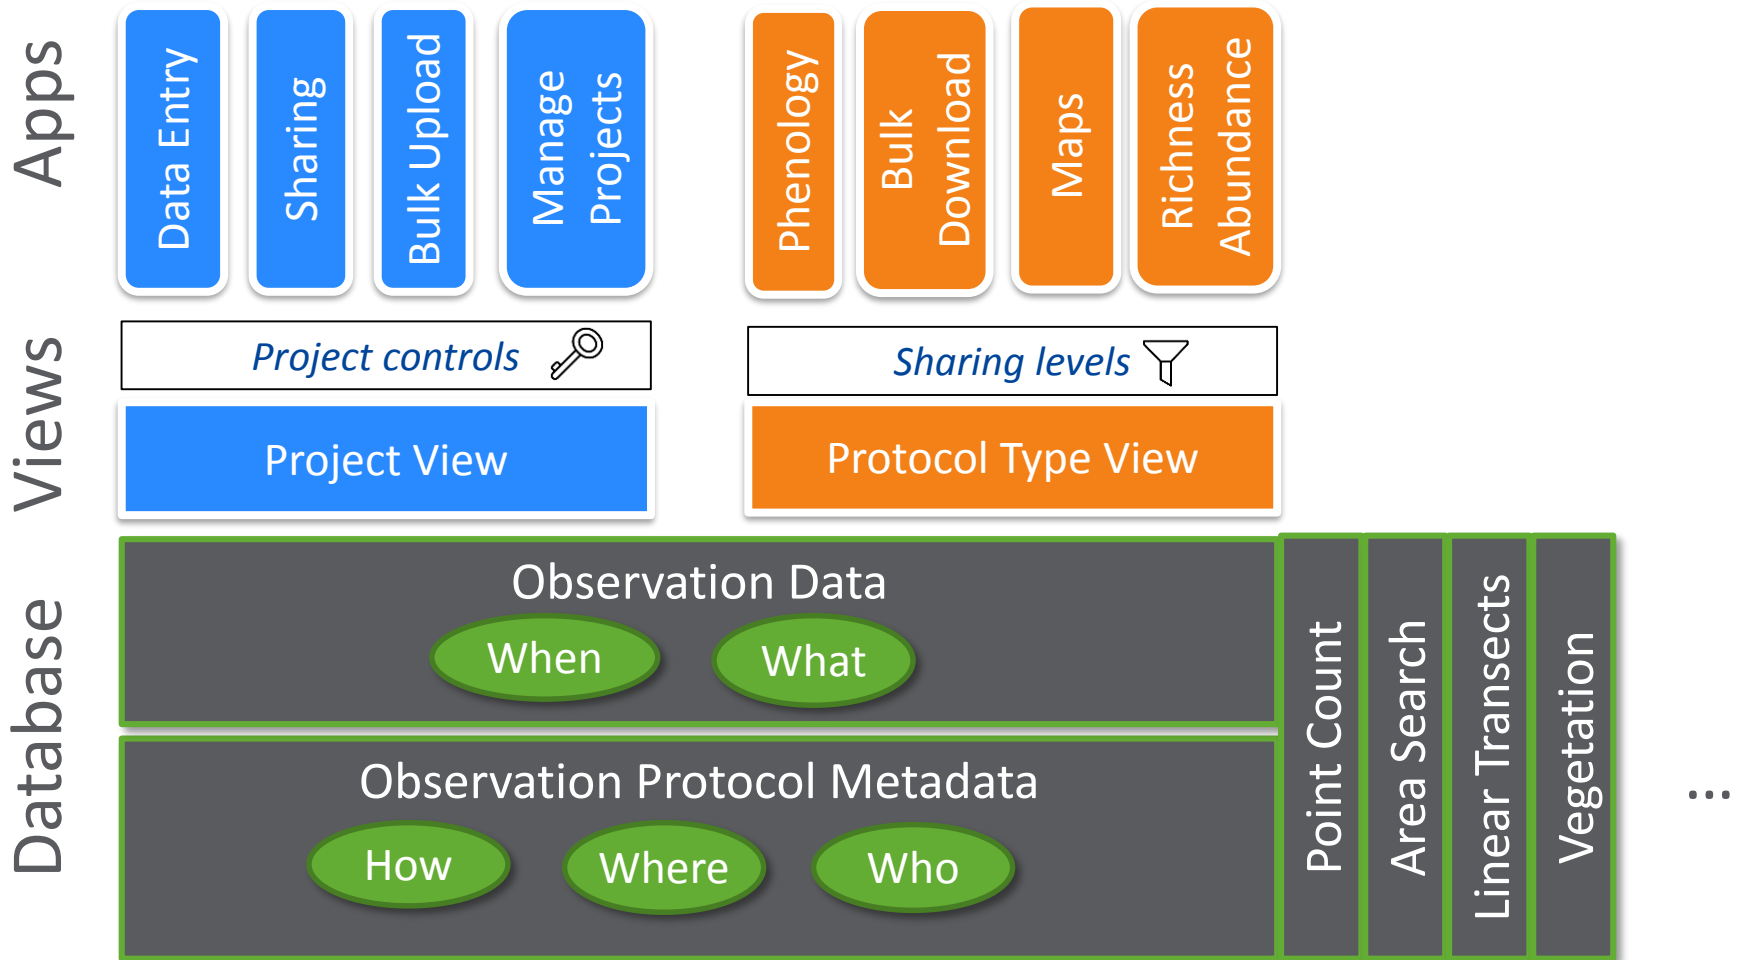 Apps
Data Entry
Sharing
Bulk Upload
Manage
Projects
Phenology
Bulk
Download
Maps
Richness
Abundance
Views
Project controls
Sharing levels
Project View
Protocol Type View
Database
Observation Data
When
What
Observation Protocol Metadata
How
Where
Who
Point Count
Area Search
Linear Transects
Vegetation
...